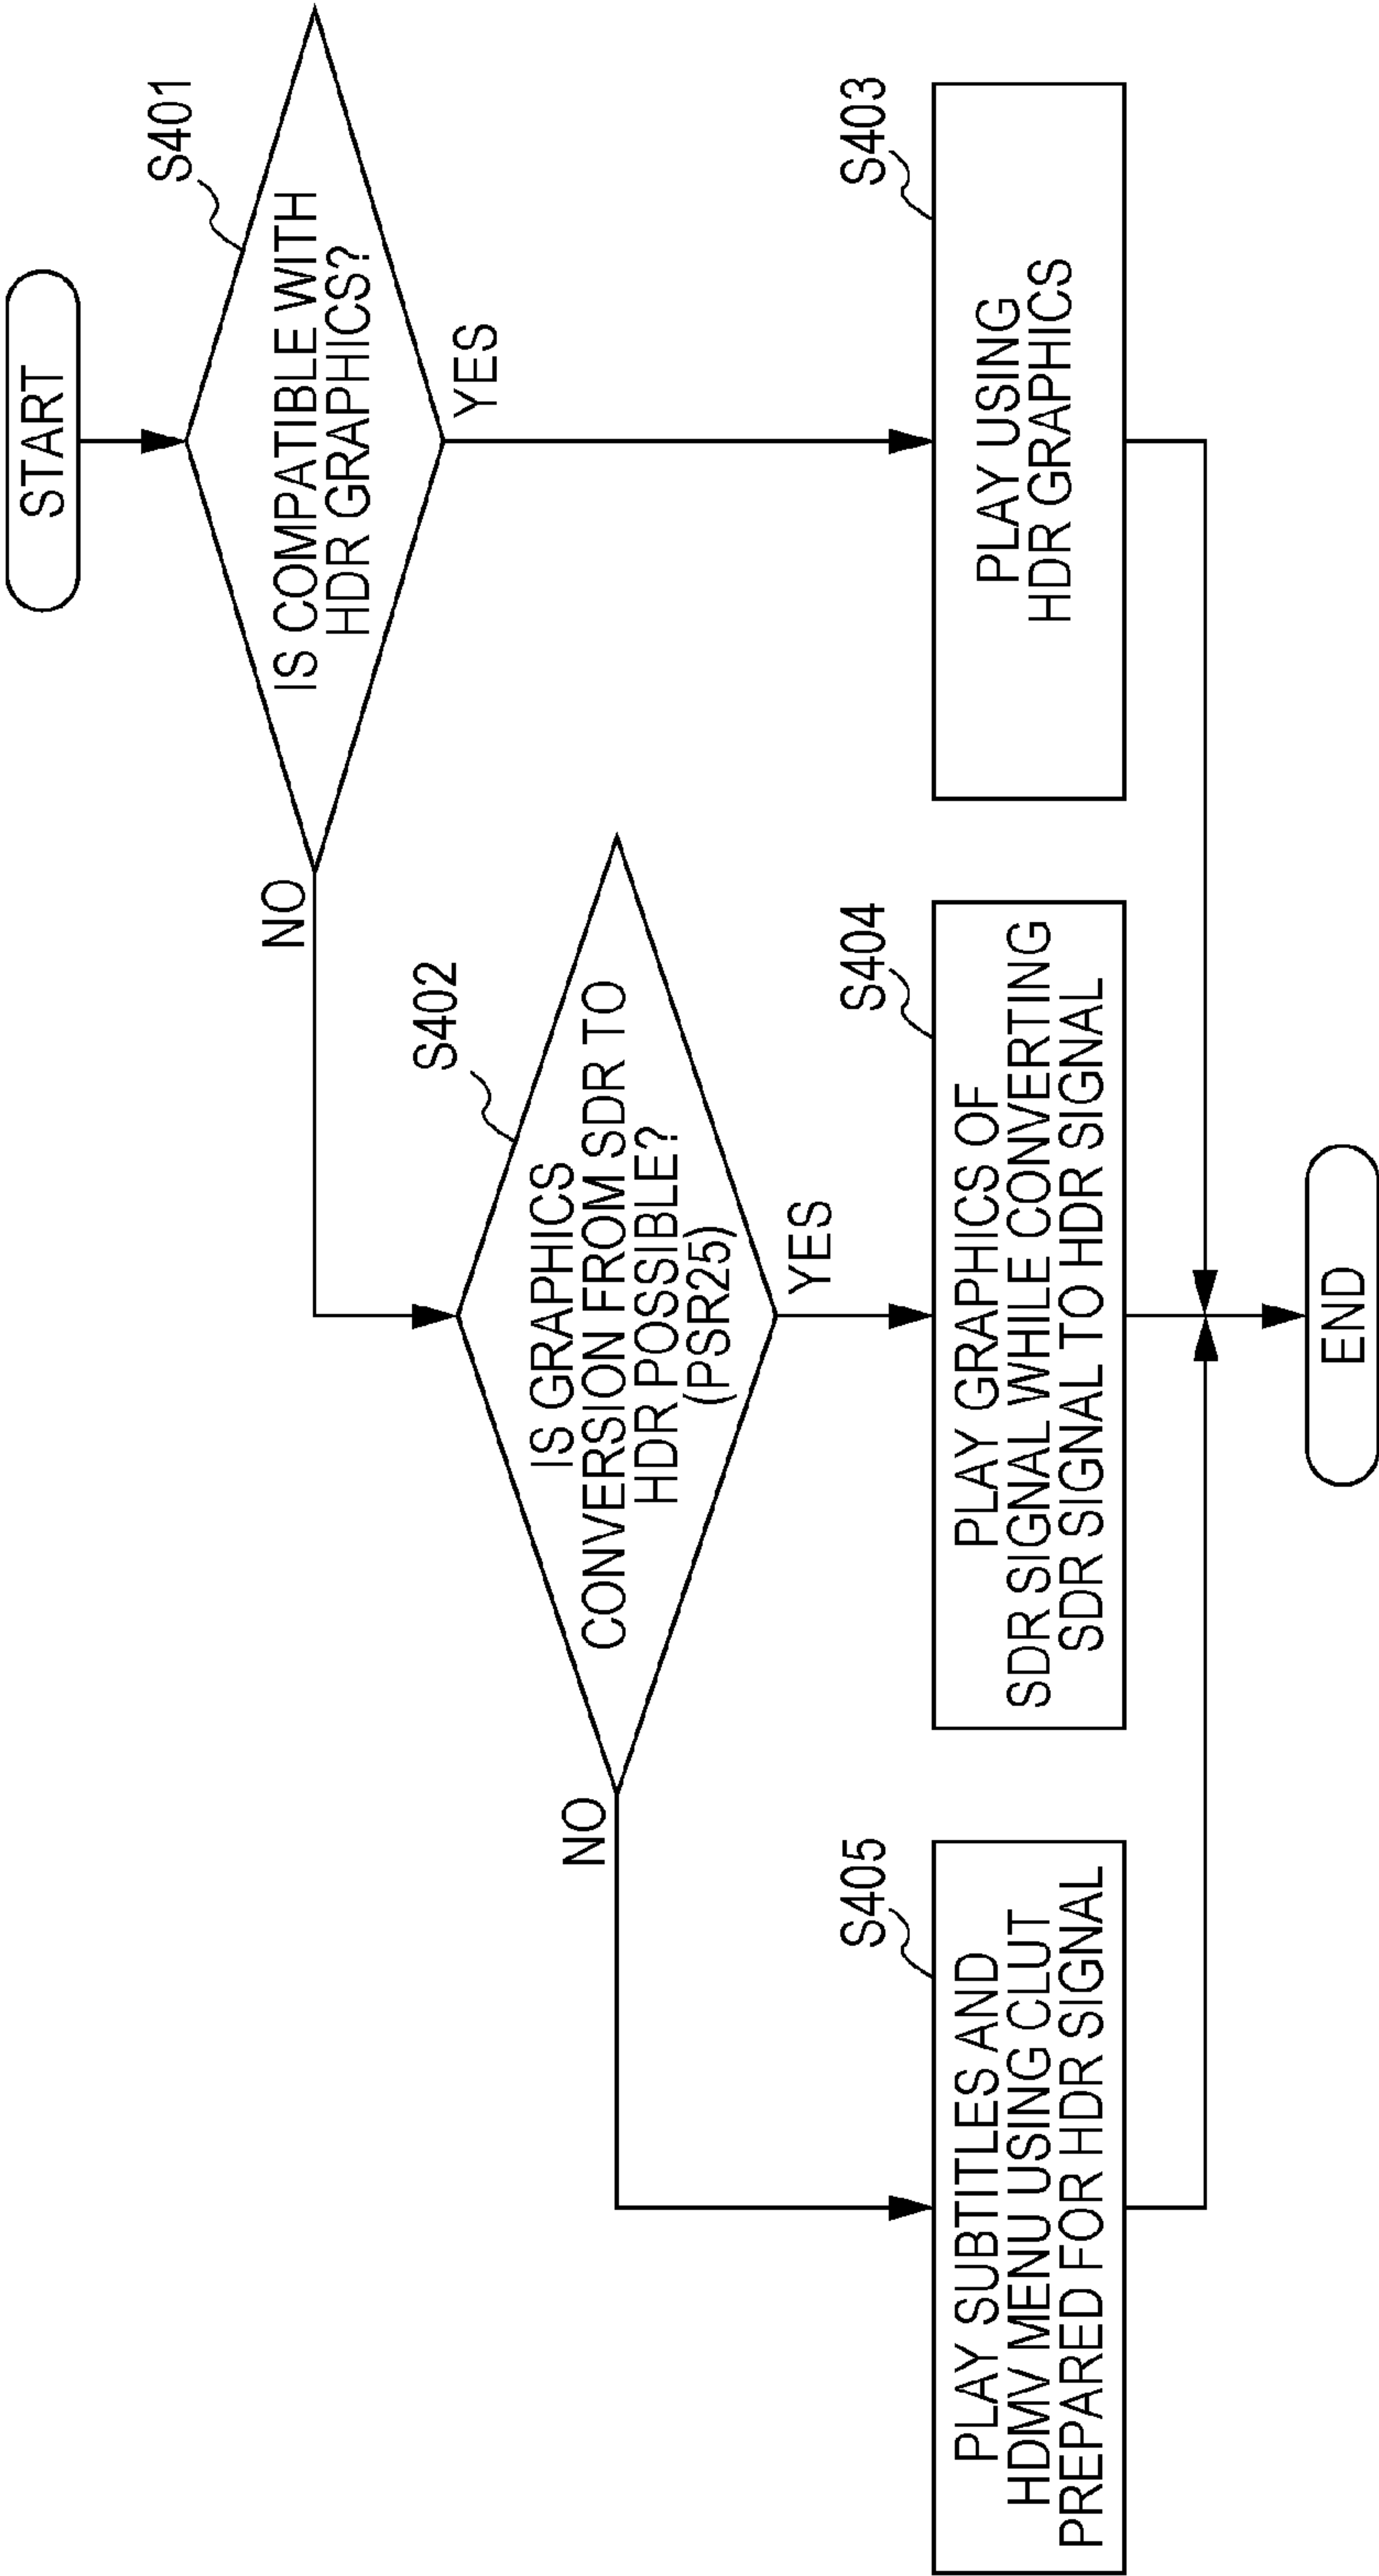 START
S401
IS COMPATIBLE WITH
HDR GRAPHICS?
NO
YES
S402
IS GRAPHICS
CONVERSION FROM SDR TO
HDR POSSIBLE?
(PSR25)
NO
YES
S405
PLAY SUBTITLES AND
HDMV MENU USING CLUT
PREPARED FOR HDR SIGNAL
S404
PLAY GRAPHICS OF
SDR SIGNAL WHILE CONVERTING
SDR SIGNAL TO HDR SIGNAL
S403
PLAY USING
HDR GRAPHICS
END